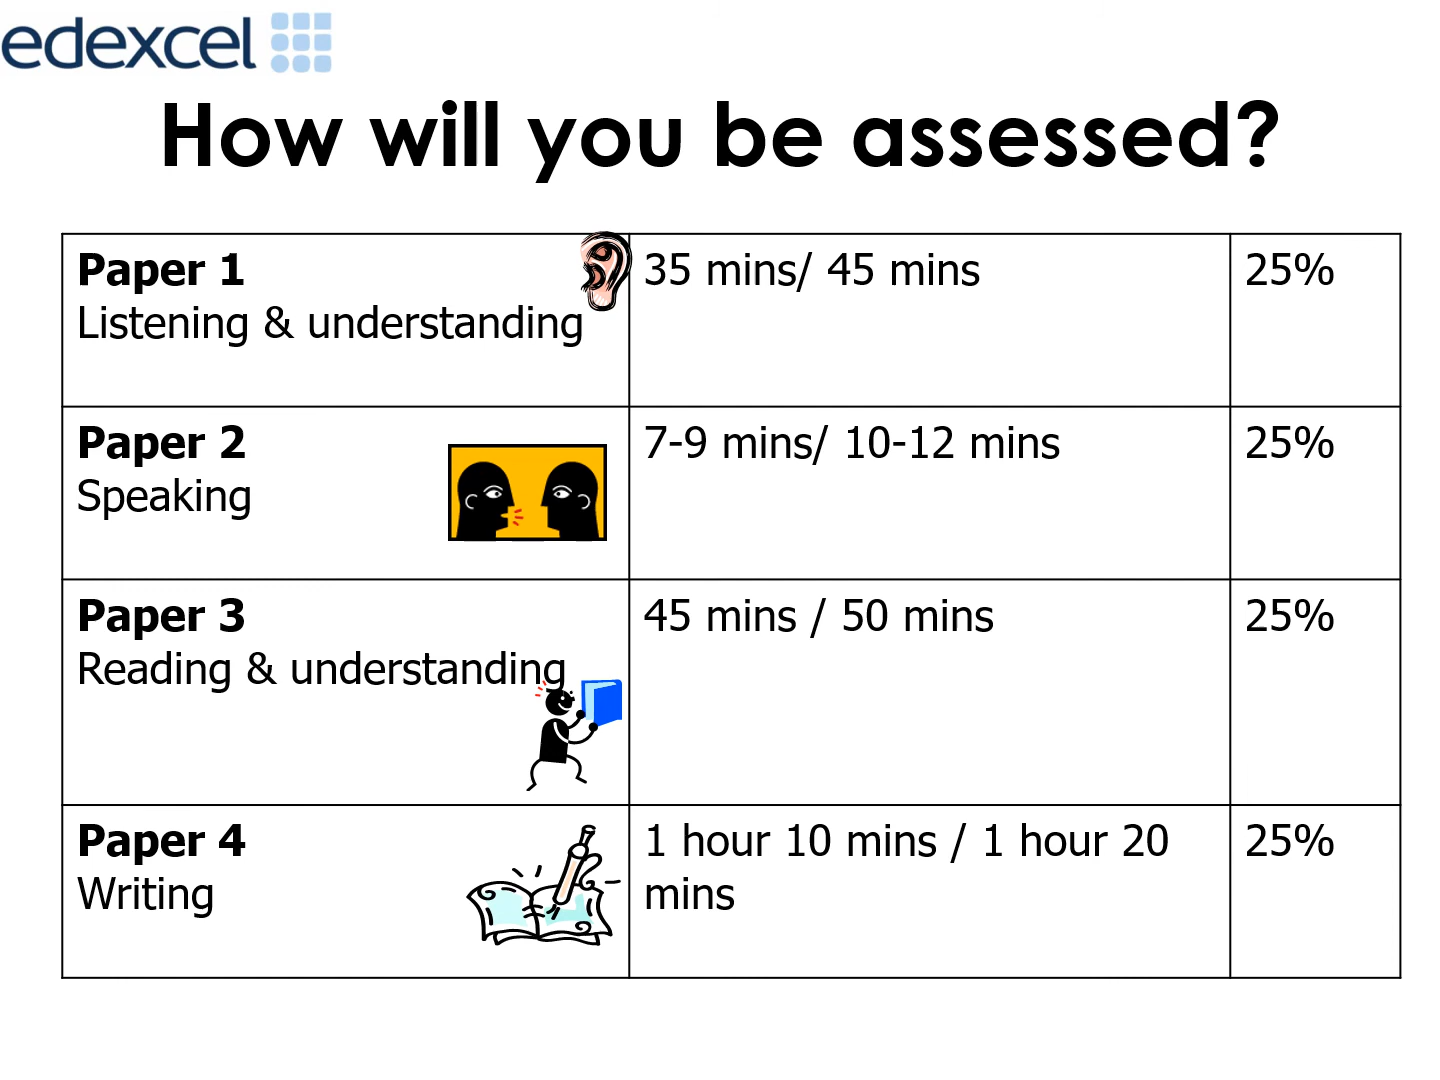 edexcel
How will you be assessed?
Paper 1
Listening & understanding
35 mins/ 45 mins
25%
Paper 2
Speaking
7-9 mins/ 10-12 mins
25%
Paper 3
Reading & understanding
45 mins / 50 mins
25%
Paper 4
Writing
1 hour 10 mins / 1 hour 20
mins
25%